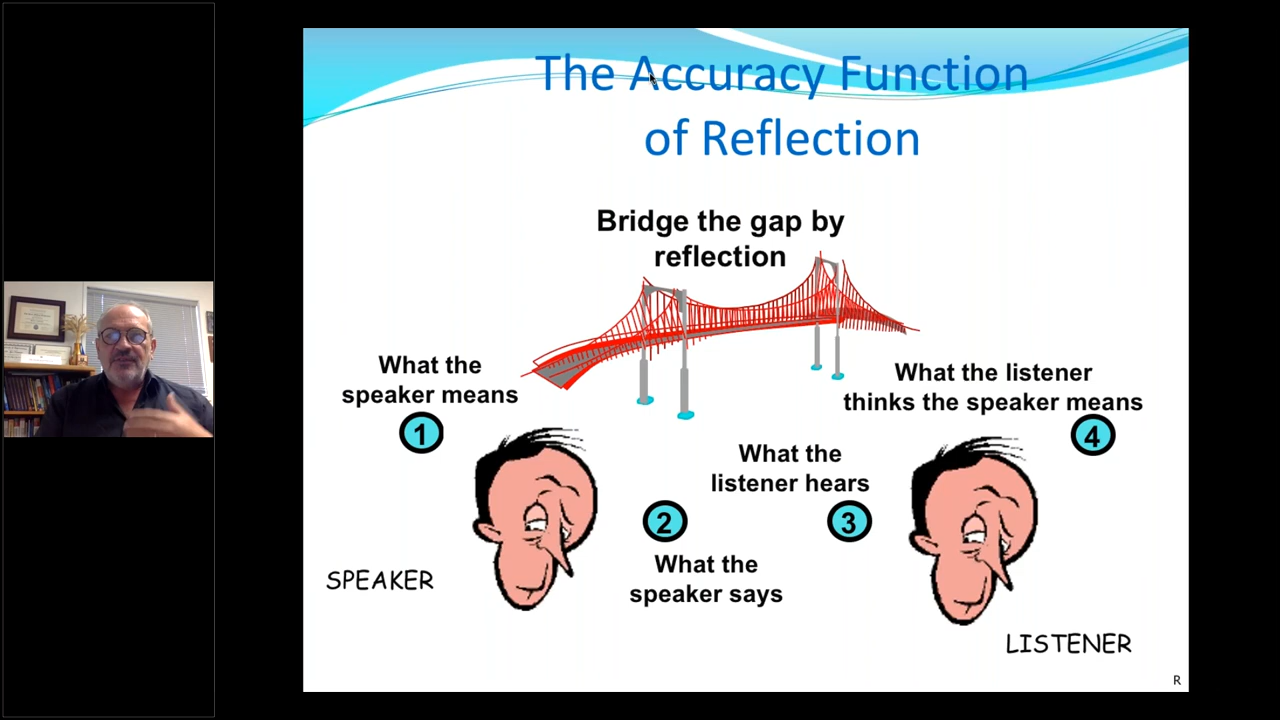 The Accuracy Function
of Reflection
Bridge the gap by
reflection
What the
speaker means
1
What the listener
thinks the speaker means
4
What the
listener hears
3
2
What the
speaker says
SPEAKER
LISTENER
R